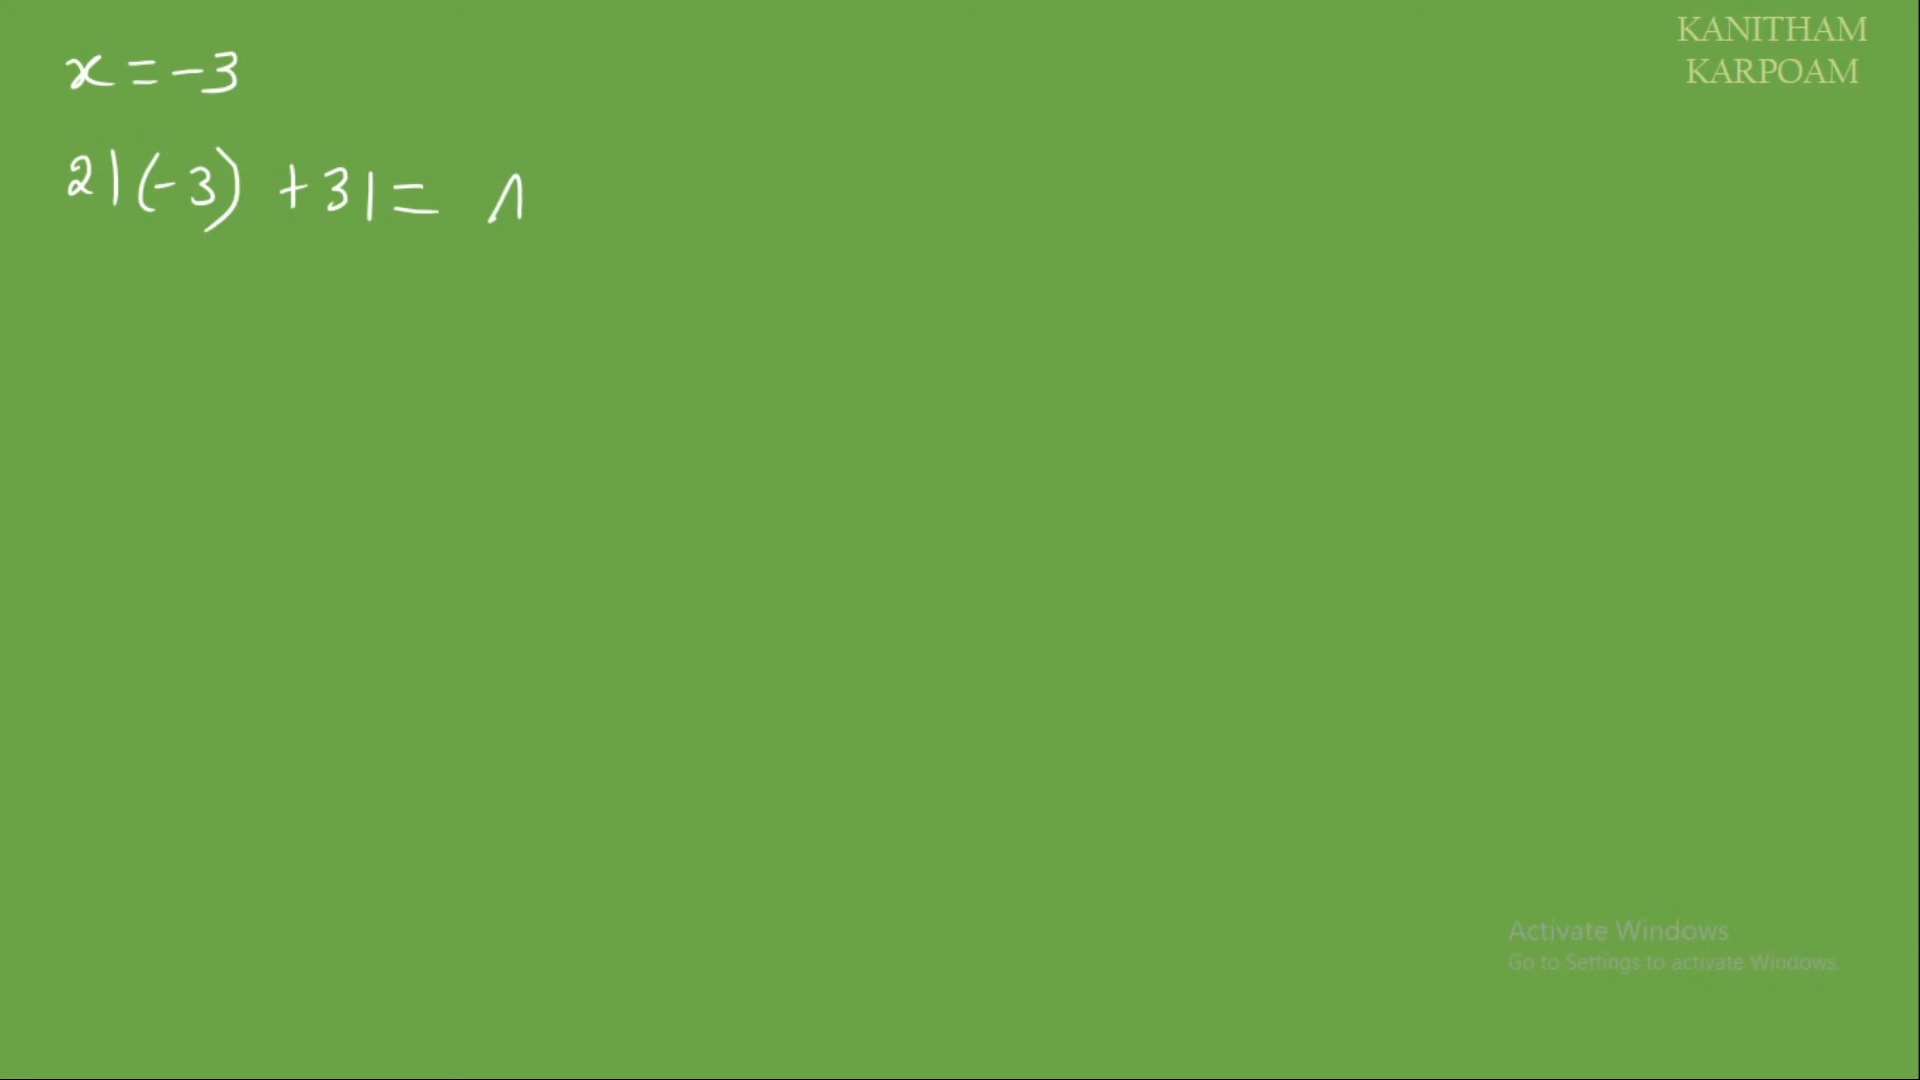 x = -3
2|(-3) + 3| =
KANITHAM
KARPOAM
Activate Windows
Go to Settings to activate Windows.